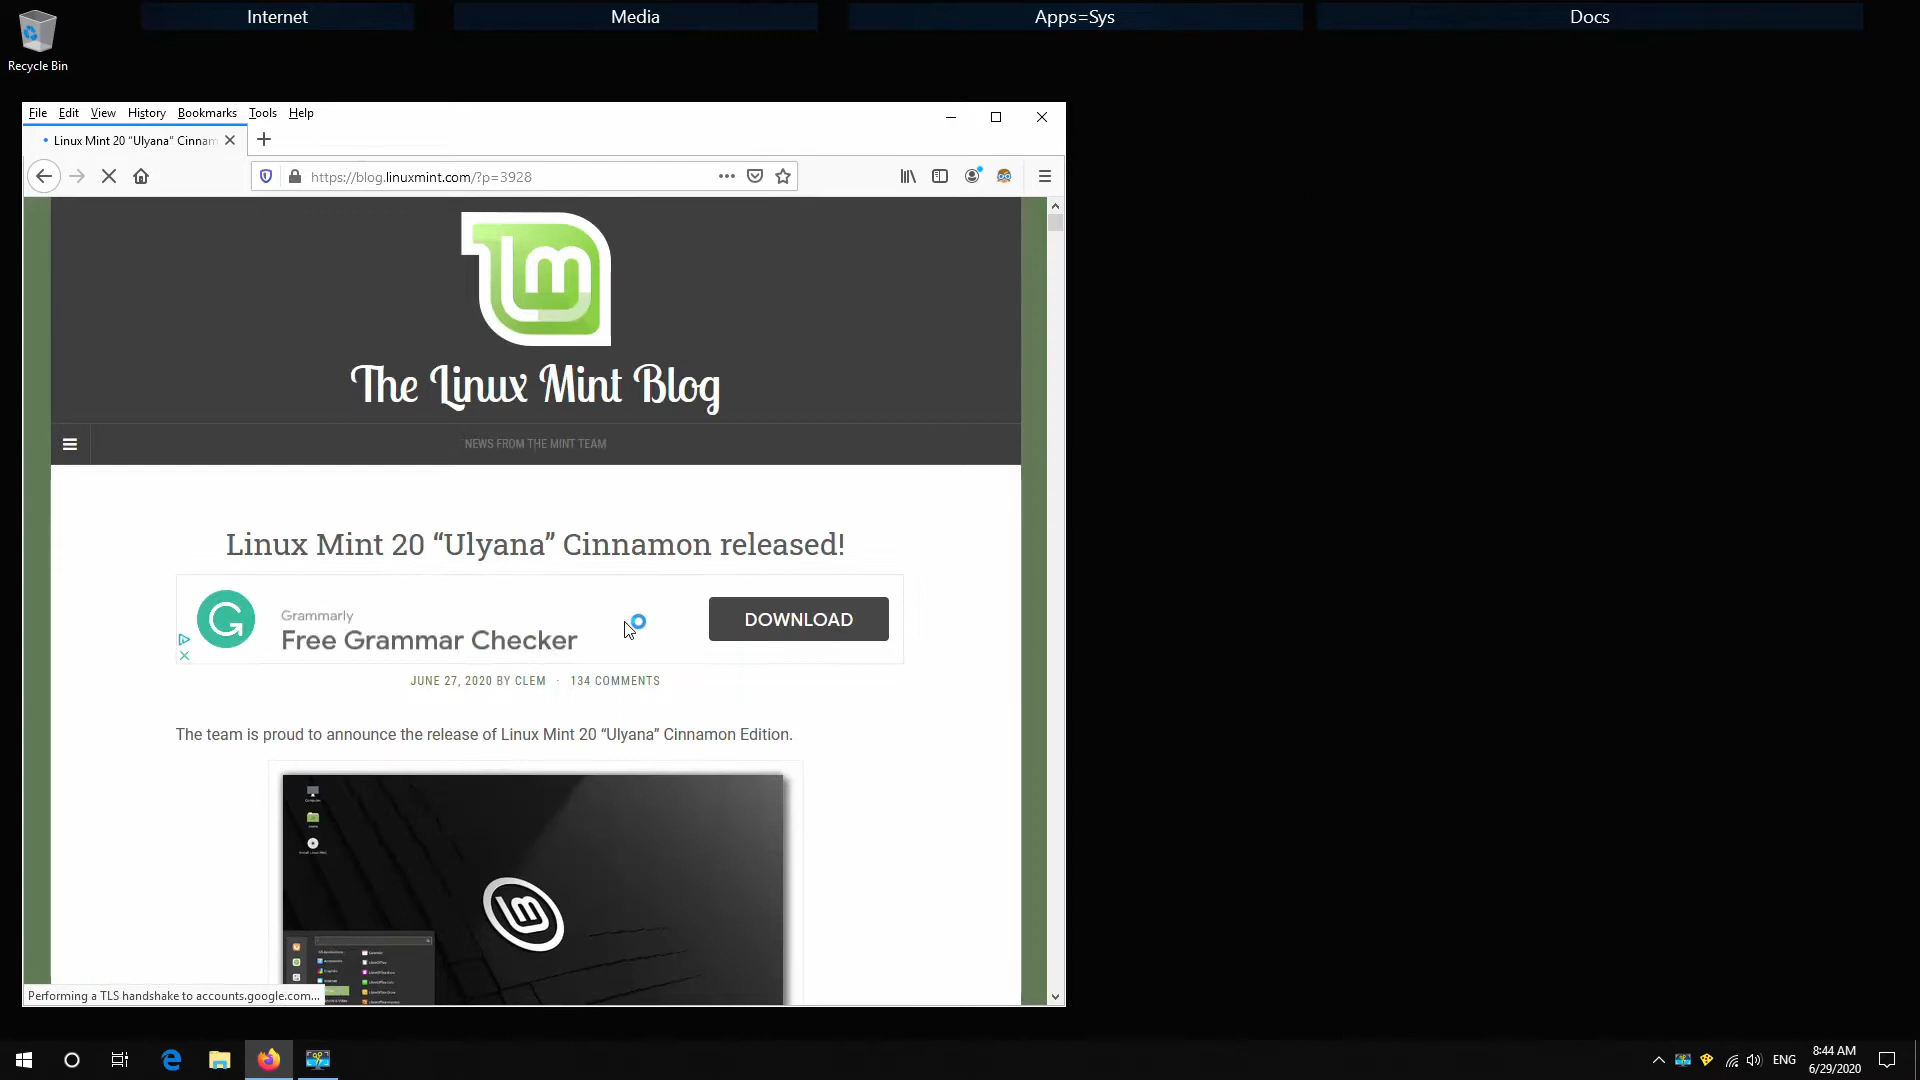 Internet
Media
Apps=Sys
Docs
Recycle Bin
File Edit View History Bookmarks Tools Help
Linux Mint 20 “Ulyana” Cinnam
https://blog.linuxmint.com/?p=3928
The Linux Mint Blog
NEWS FROM THE MINT TEAM
Linux Mint 20 “Ulyana” Cinnamon released!
Grammarly
Free Grammar Checker
DOWNLOAD
JUNE 27, 2020 BY CLEM · 134 COMMENTS
The team is proud to announce the release of Linux Mint 20 “Ulyana” Cinnamon Edition.
Performing a TLS handshake to accounts.google.com...
ENG
8:44 AM
6/29/2020